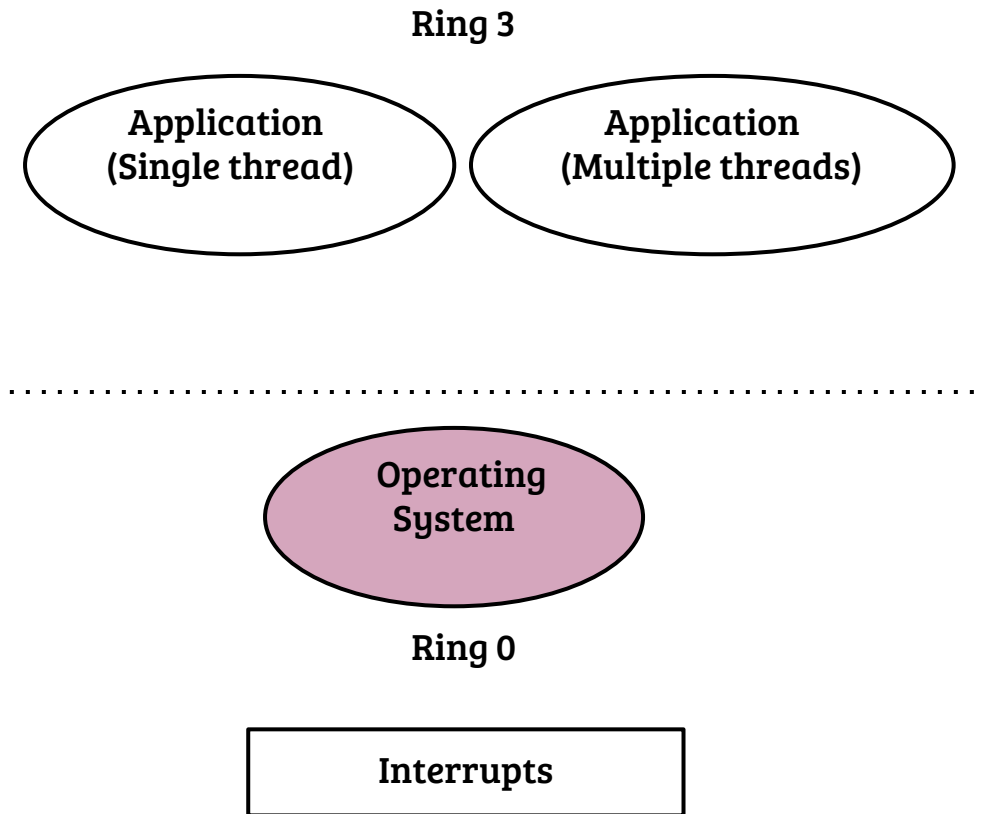 Ring 3
Application
(Single thread)
Application
(Multiple threads)
Operating
System
Ring 0
Interrupts